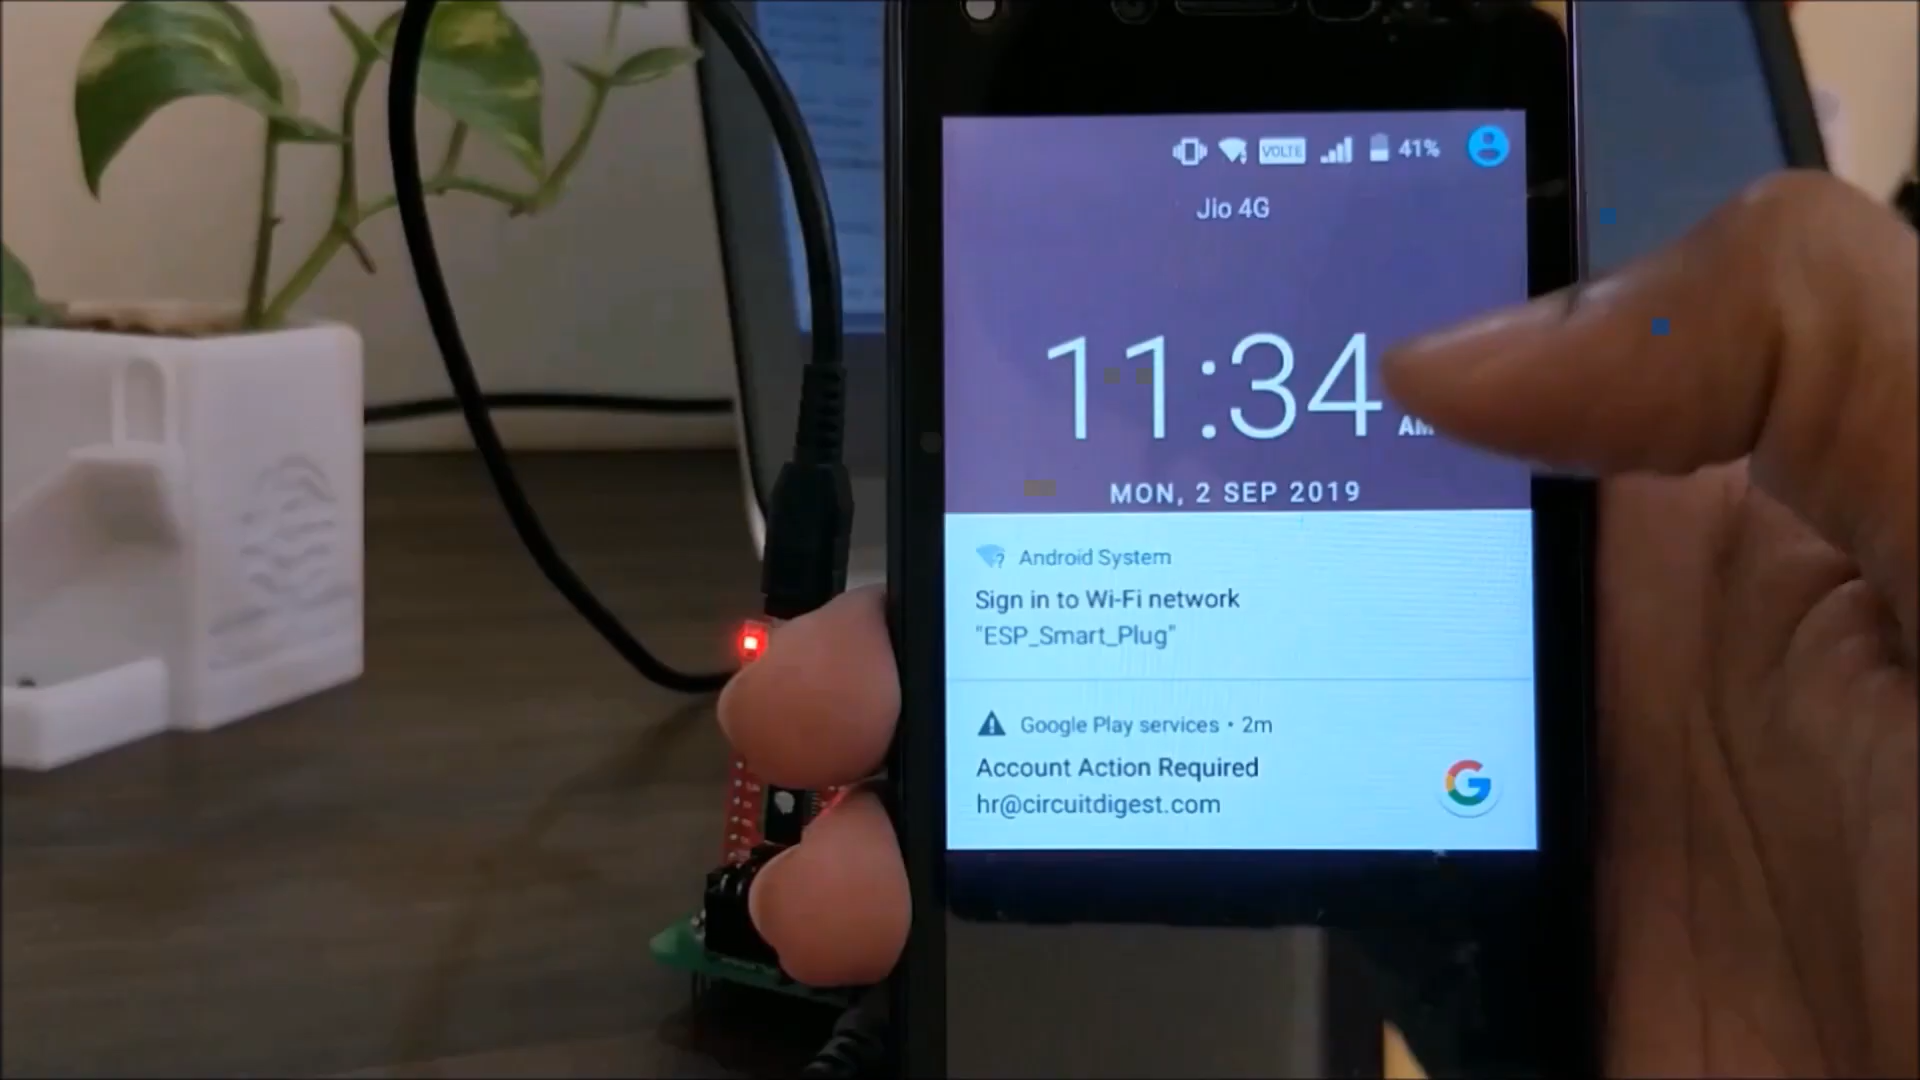 VOLTE 41%
Jio 4G
11:34 AM
MON, 2 SEP 2019
Android System
Sign in to Wi-Fi network
"ESP_Smart_Plug"
Google Play services • 2m
Account Action Required
hr@circuitdigest.com